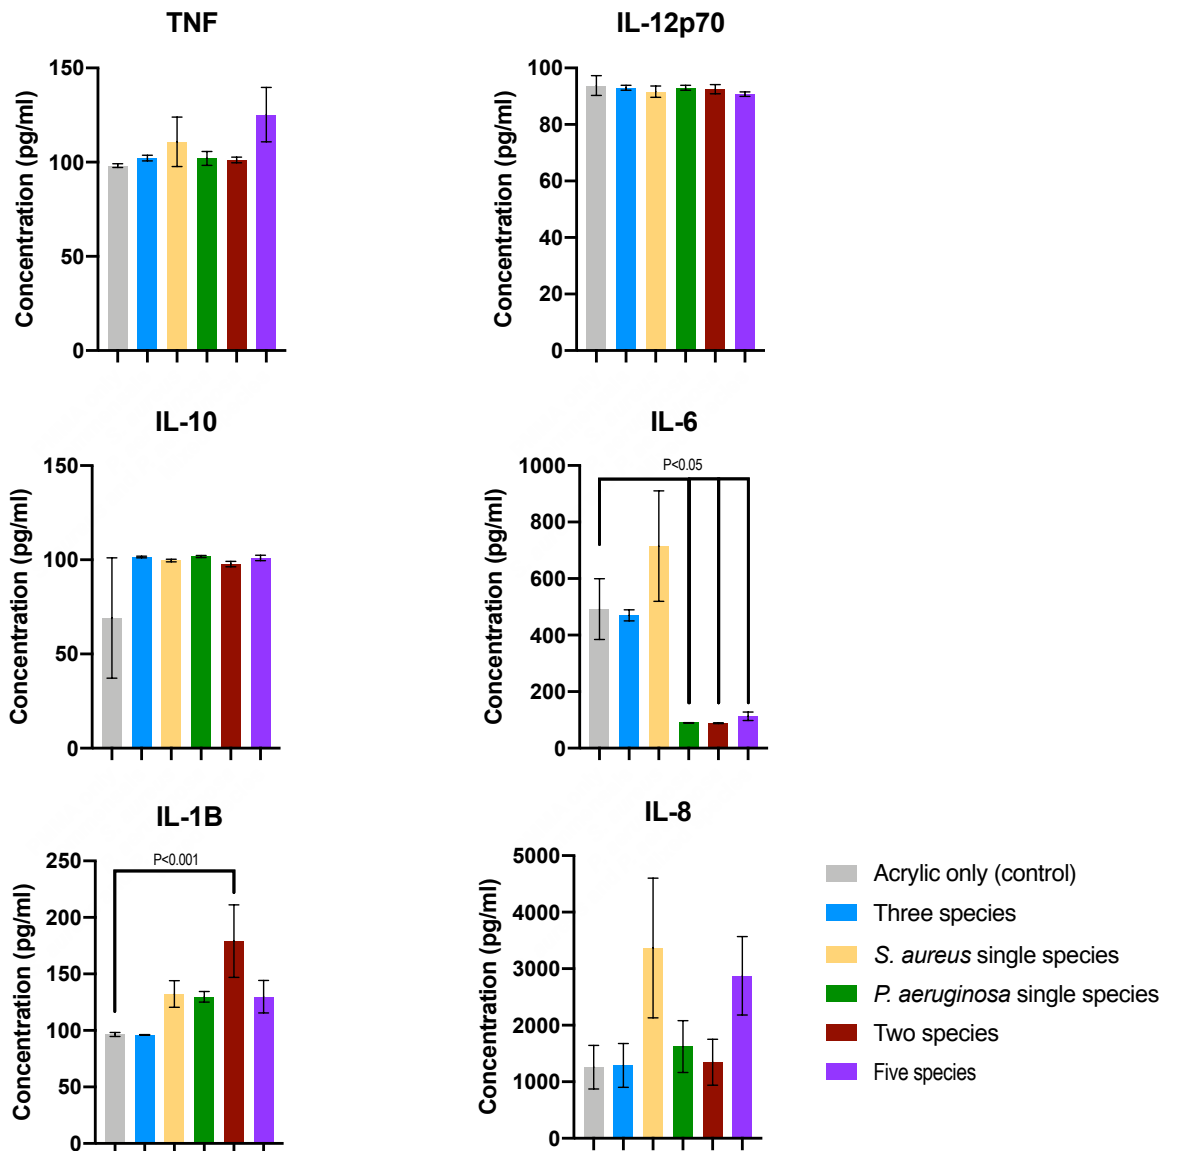 TNF
Concentration (pg/ml)
150
100
50
0
IL-12p70
Concentration (pg/ml)
100
80
60
40
20
0
IL-10
Concentration (pg/ml)
150
100
50
0
IL-6
Concentration (pg/ml)
1000
800
600
400
200
0
P<0.05
IL-1B
Concentration (pg/ml)
250
200
150
100
50
0
P<0.001
IL-8
Concentration (pg/ml)
5000
4000
3000
2000
1000
0
Acrylic only (control)
Three species
S. aureus single species
P. aeruginosa single species
Two species
Five species